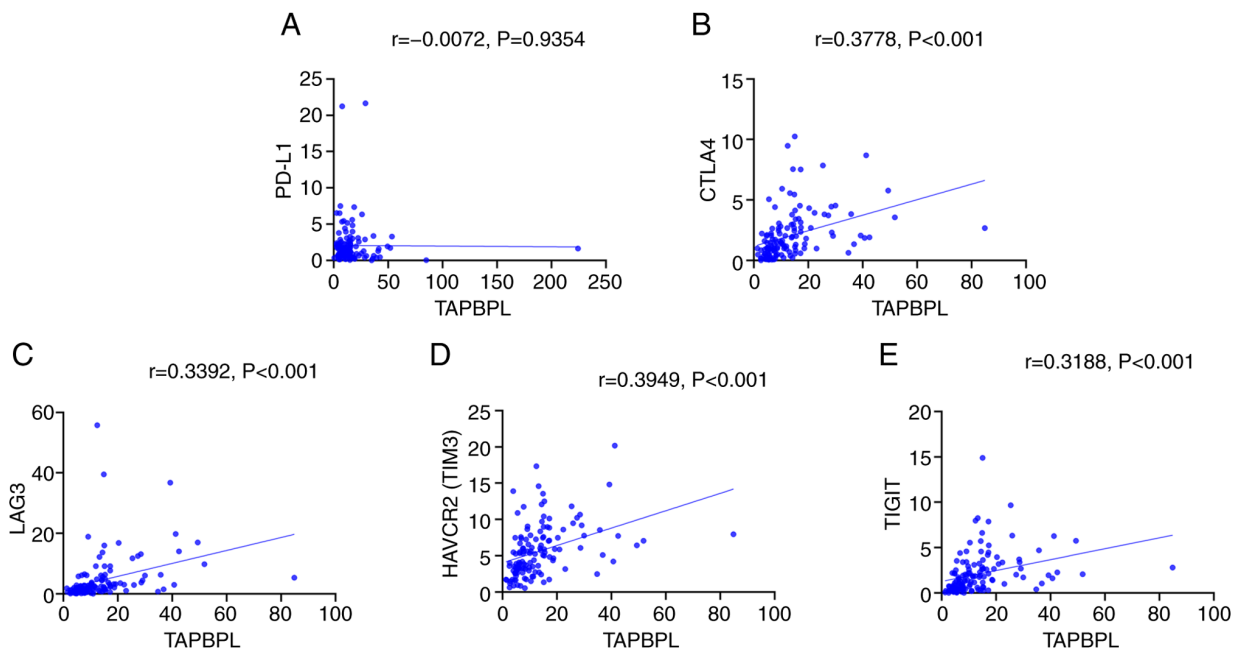 A
r=−0.0072, P=0.9354
25
20
15
10
5
0
PD-L1
0 50 100 150 200 250
TAPBPL
B
r=0.3778, P<0.001
15
10
5
0
CTLA4
0 20 40 60 80 100
TAPBPL
C
r=0.3392, P<0.001
60
40
20
0
LAG3
0 20 40 60 80 100
TAPBPL
D
r=0.3949, P<0.001
25
20
15
10
5
0
HAVCR2 (TIM3)
0 20 40 60 80 100
TAPBPL
E
r=0.3188, P<0.001
20
15
10
5
0
TIGIT
0 20 40 60 80 100
TAPBPL